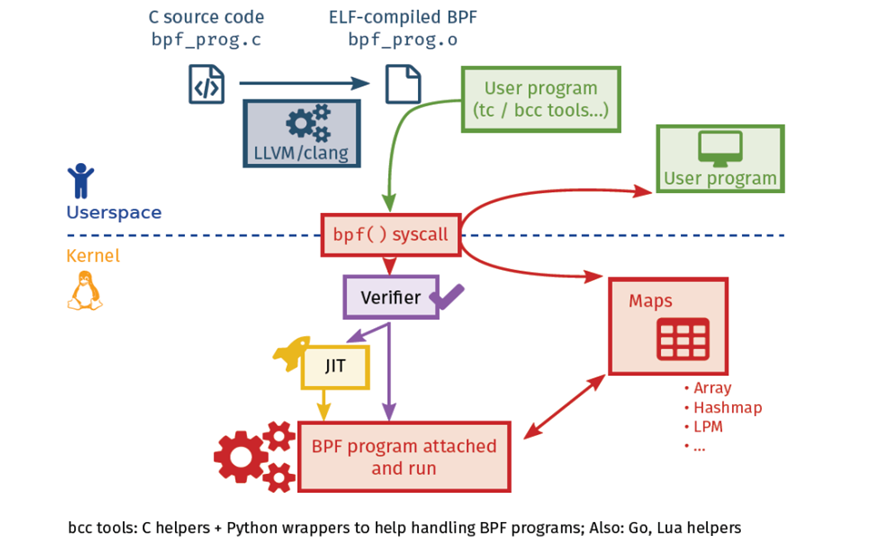 C source code
bpf_prog.c
ELF-compiled BPF
bpf_prog.o
LLVM/clang
User program
(tc / bcc tools...)
User program
Userspace
bpf() syscall
Kernel
Verifier
Maps
JIT
• Array
• Hashmap
• LPM
• ...
BPF program attached
and run
bcc tools: C helpers + Python wrappers to help handling BPF programs; Also: Go, Lua helpers